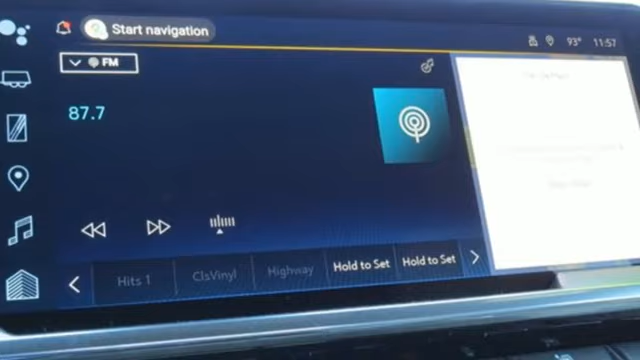 Start navigation
93° 11:57
FM
87.7
Hits 1 ClsVinyl Highway Hold to Set Hold to Set